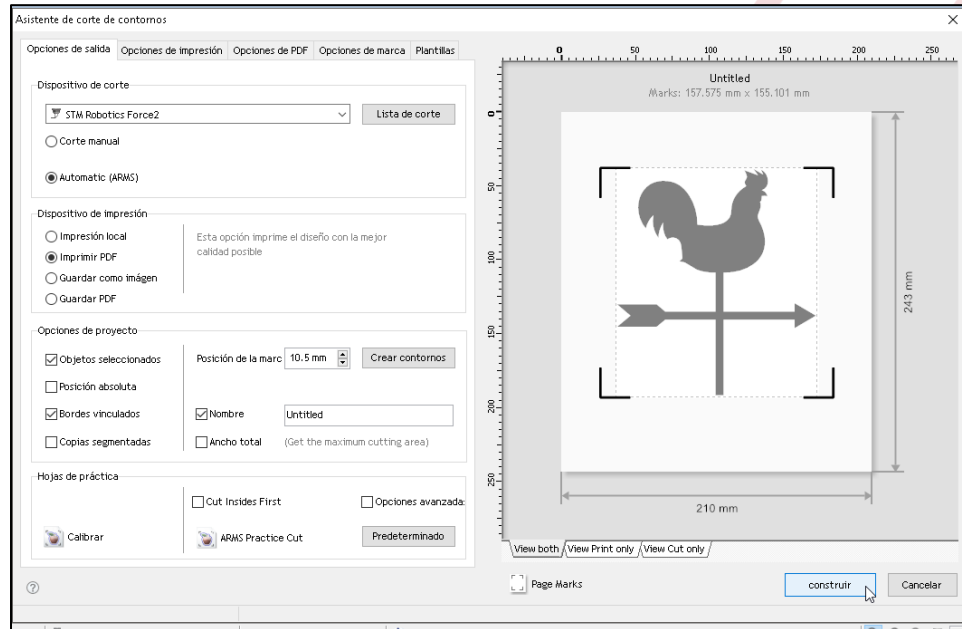 Asistente de corte de contornos
Opciones de salida Opciones de impresión Opciones de PDF Opciones de marca Plantillas
Dispositivo de corte
STM Robotics Force2 Lista de corte
Corte manual
Automatic (ARMS)
Dispositivo de impresión
Impresión local
Imprimir PDF
Guardar como imágen
Guardar PDF
Esta opción imprime el diseño con la mejor
calidad posible
Opciones de proyecto
Objetos seleccionados Posición de la marc 10.5 mm Crear contornos
Posición absoluta
Bordes vinculados Nombre Untitled
Copias segmentadas Ancho total (Get the maximum cutting area)
Hojas de práctica
Cut Insides First Opciones avanzada:
Calibrar ARMS Practice Cut Predeterminado
0 50 100 150 200 250
Untitled
Marks: 157.575 mm x 155.101 mm
0
50
100
150
200
250
243 mm
210 mm
View both View Print only View Cut only
Page Marks construir Cancelar